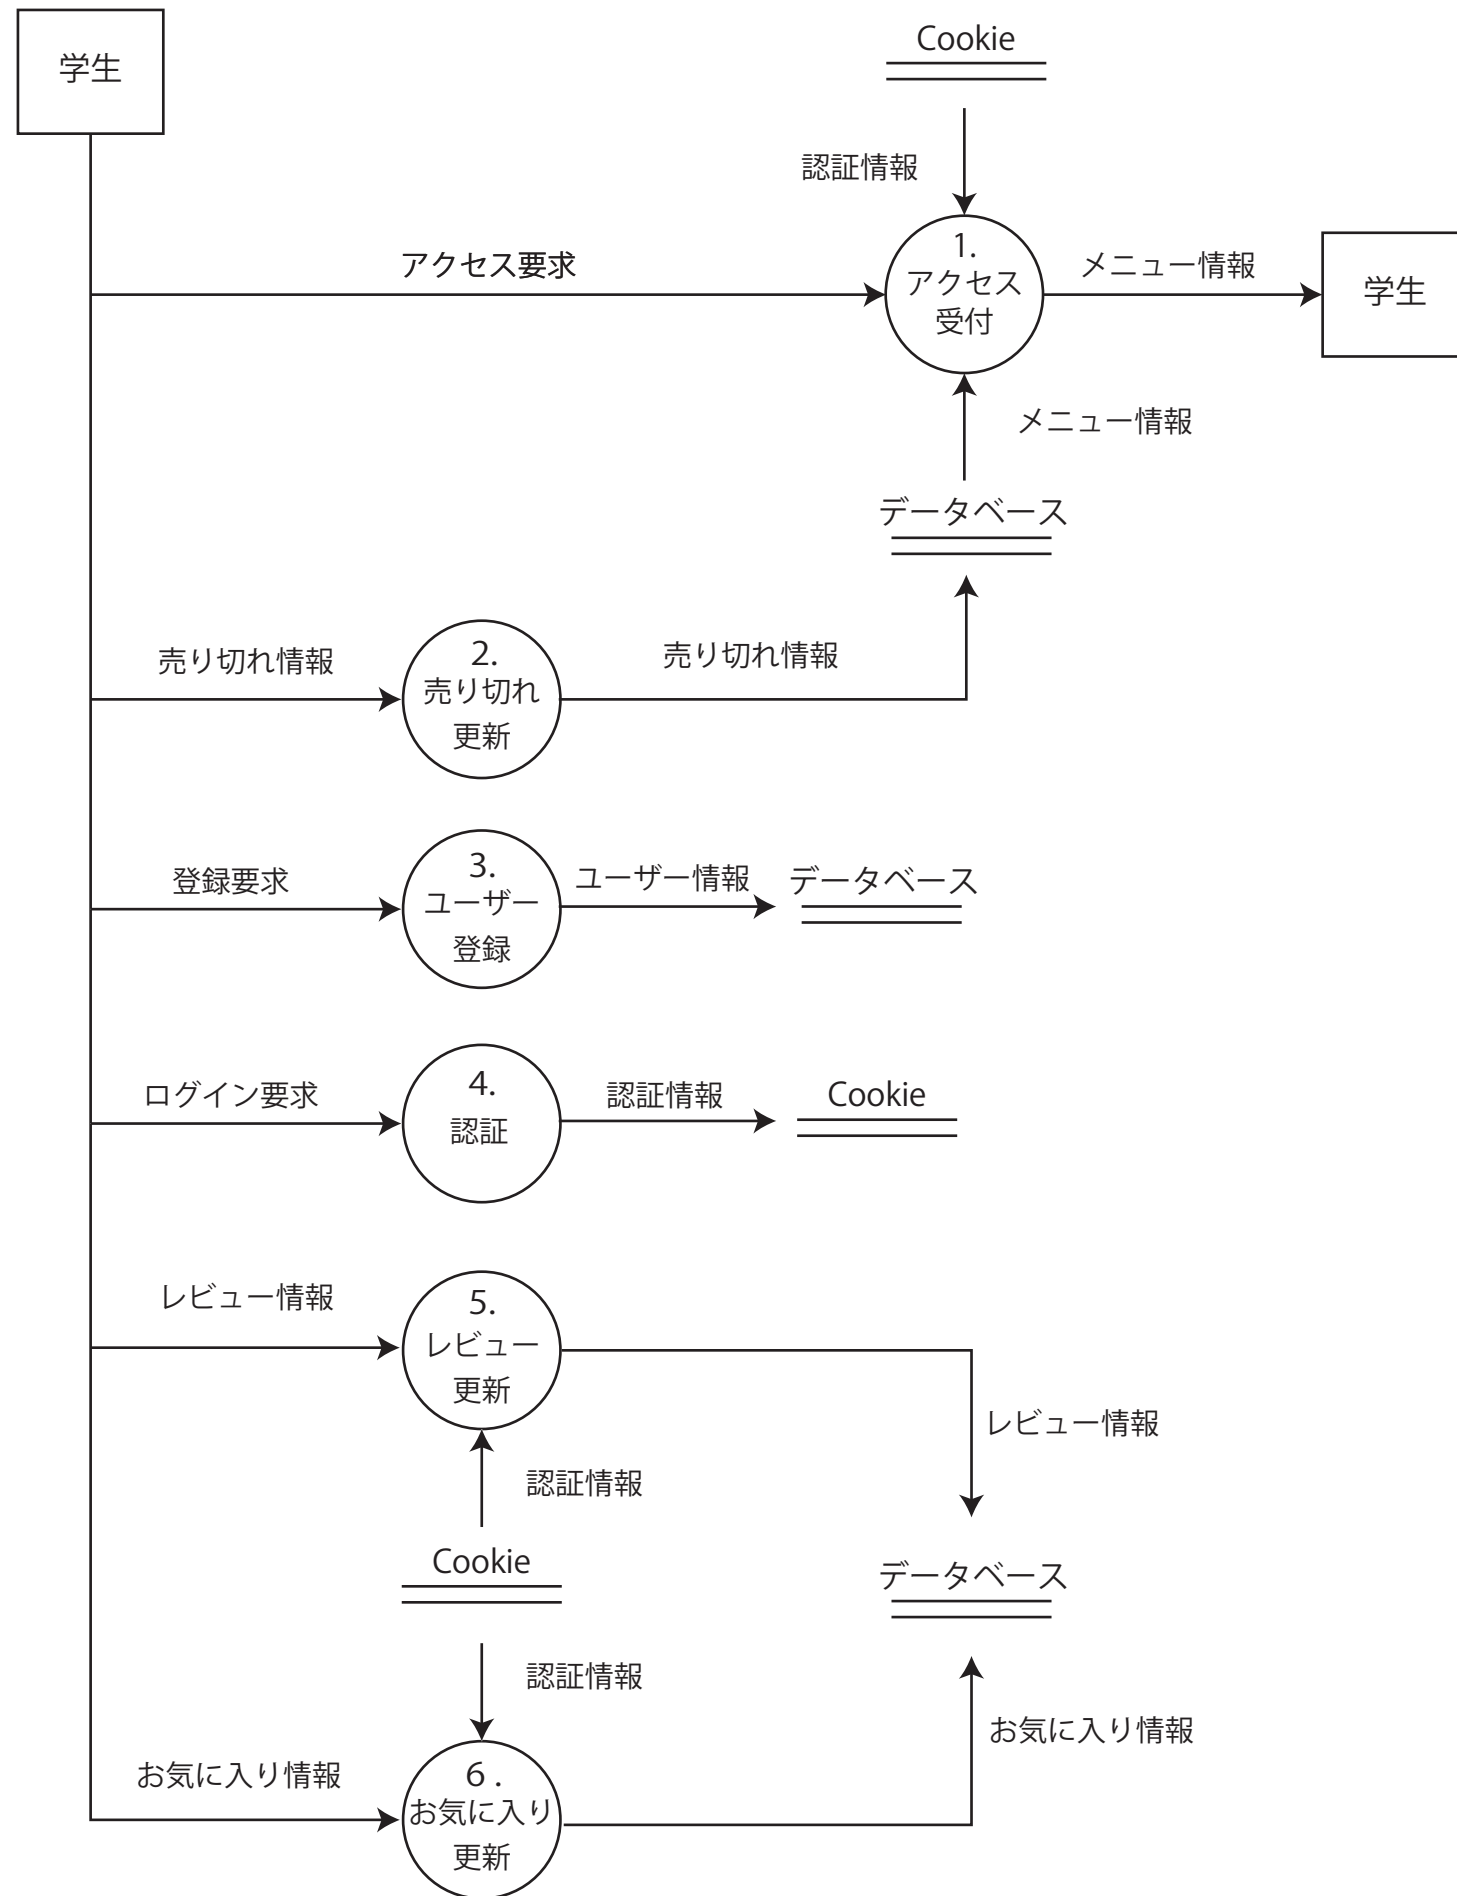 学生
Cookie
認証情報
アクセス要求
1.
アクセス
受付
メニュー情報
学生
メニュー情報
データベース
売り切れ情報
2.
売り切れ
更新
売り切れ情報
登録要求
3.
ユーザー
登録
ユーザー情報
データベース
ログイン要求
4.
認証
認証情報
Cookie
レビュー情報
5.
レビュー
更新
レビュー情報
認証情報
Cookie
データベース
認証情報
お気に入り情報
お気に入り情報
6.
お気に入り
更新